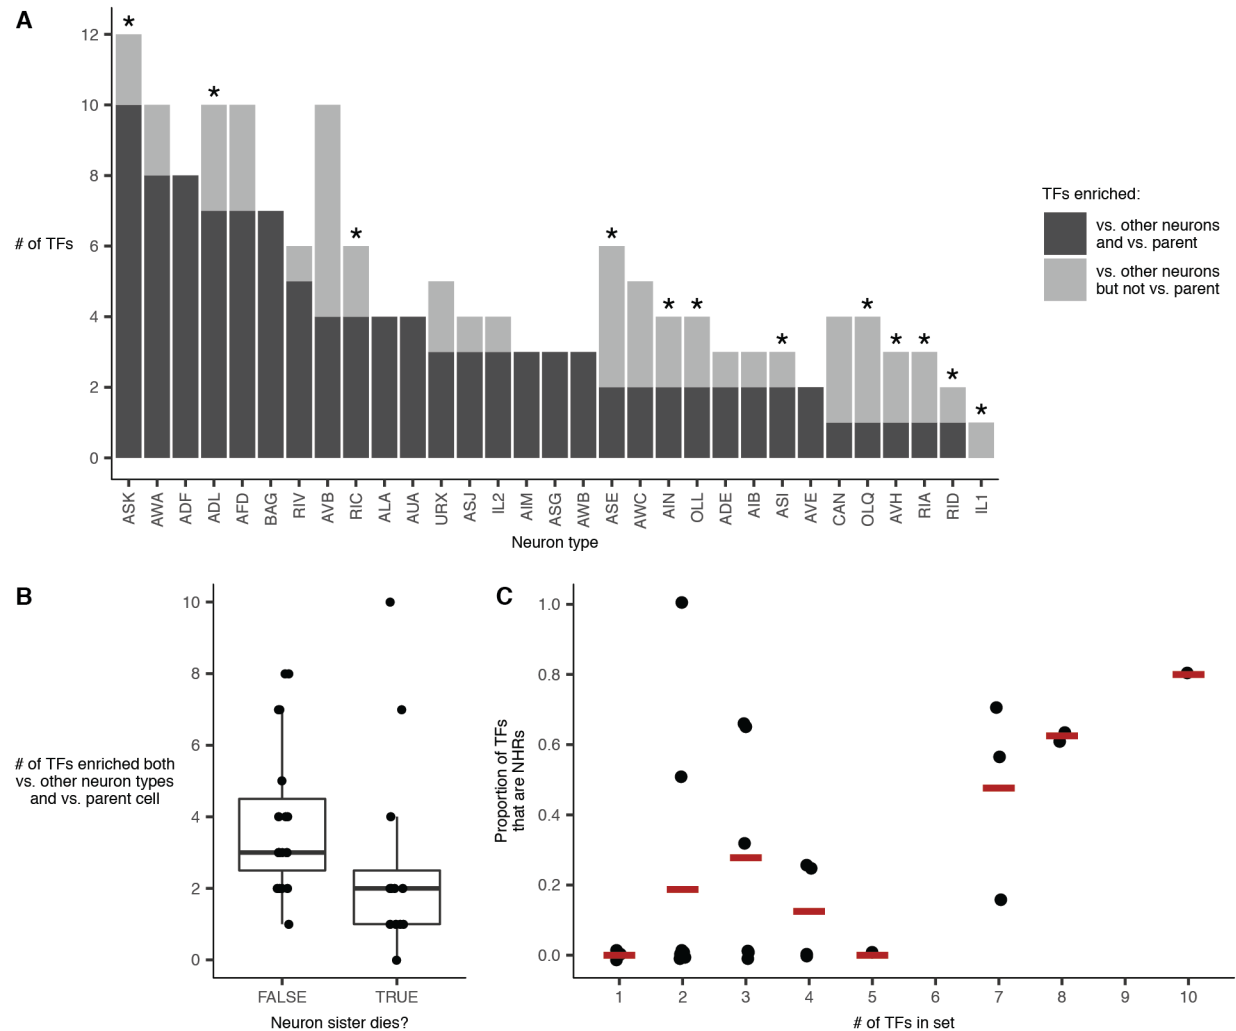 A
12
10
8
6
4
2
0
# of TFs
*
*
*
*
*
*
*
*
*
*
*
*
ASK
AWA
ADF
ADL
AFD
BAG
RIV
AVB
RIC
ALA
AUA
URX
ASJ
IL2
AIM
ASG
AWB
ASE
AWC
AIN
OLL
ADE
AIB
ASI
AVE
CAN
OLQ
AVH
RIA
RID
IL1
Neuron type
TFs enriched:
vs. other neurons
and vs. parent
vs. other neurons
but not vs. parent
B
10
8
6
4
2
0
# of TFs enriched both
vs. other neuron types
and vs. parent cell
FALSE
TRUE
Neuron sister dies?
C
1.0
0.8
0.6
0.4
0.2
0.0
Proportion of TFs
that are NHRs
1
2
3
4
5
6
7
8
9
10
# of TFs in set